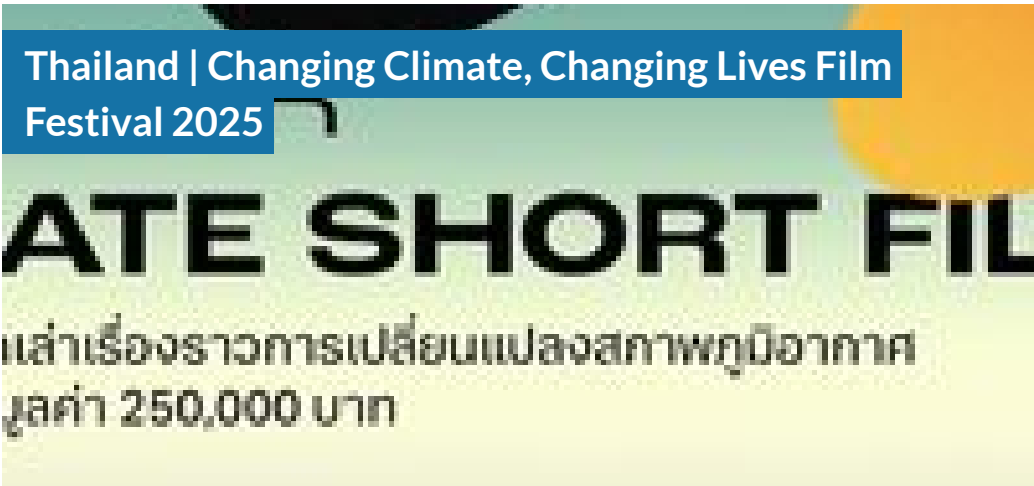 Thailand | Changing Climate, Changing Lives Film
Festival 2025
ATE SHORT FIL
เล่าเรื่องราวการเปลี่ยนแปลงสภาพภูมิอากาศ
มูลค่า 250,000 บาท